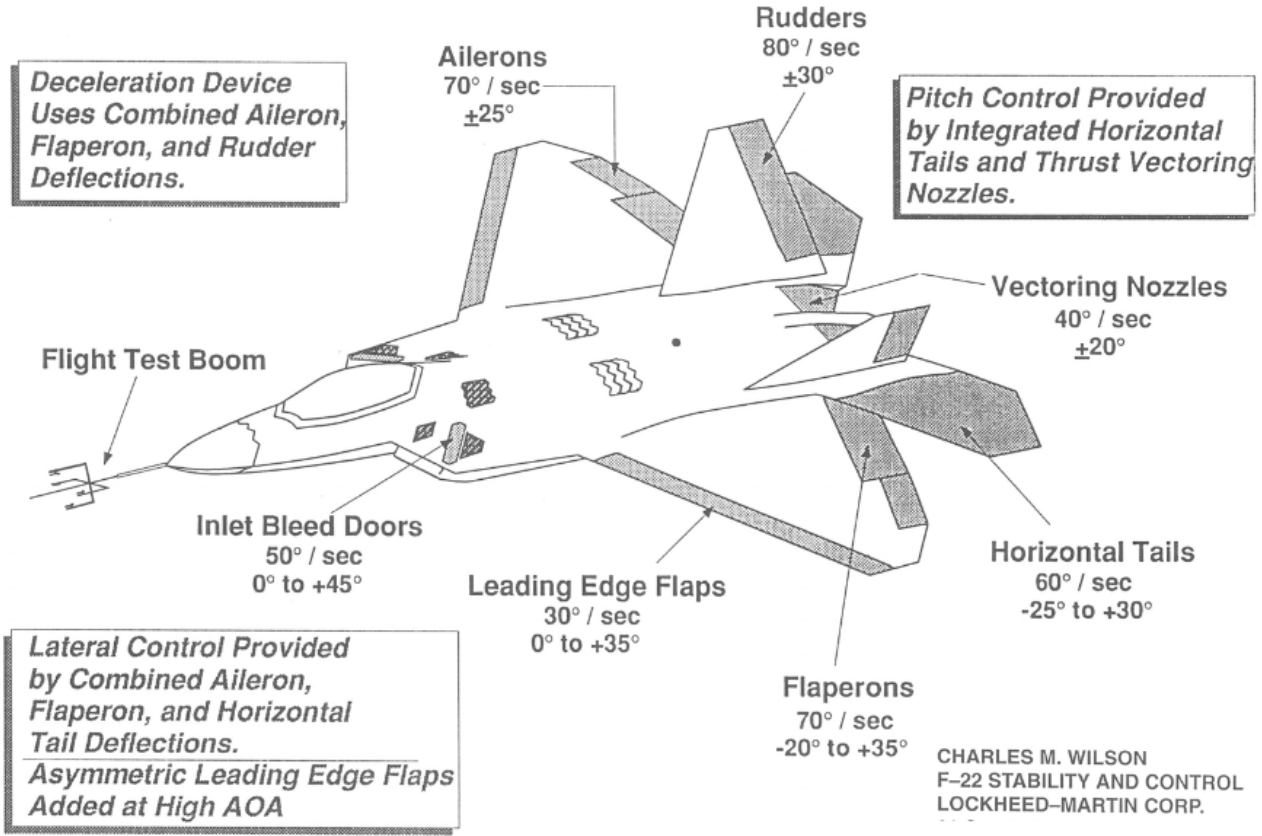 Rudders
80° / sec
±30°
Ailerons
70° / sec
±25°
Deceleration Device
Uses Combined Aileron,
Flaperon, and Rudder
Deflections.
Pitch Control Provided
by Integrated Horizontal
Tails and Thrust Vectoring
Nozzles.
Vectoring Nozzles
40° / sec
±20°
Flight Test Boom
Inlet Bleed Doors
50° / sec
0° to +45°
Leading Edge Flaps
30° / sec
0° to +35°
Horizontal Tails
60° / sec
-25° to +30°
Flaperons
70° / sec
-20° to +35°
Lateral Control Provided
by Combined Aileron,
Flaperon, and Horizontal
Tail Deflections.
Asymmetric Leading Edge Flaps
Added at High AOA
CHARLES M. WILSON
F–22 STABILITY AND CONTROL
LOCKHEED–MARTIN CORP.